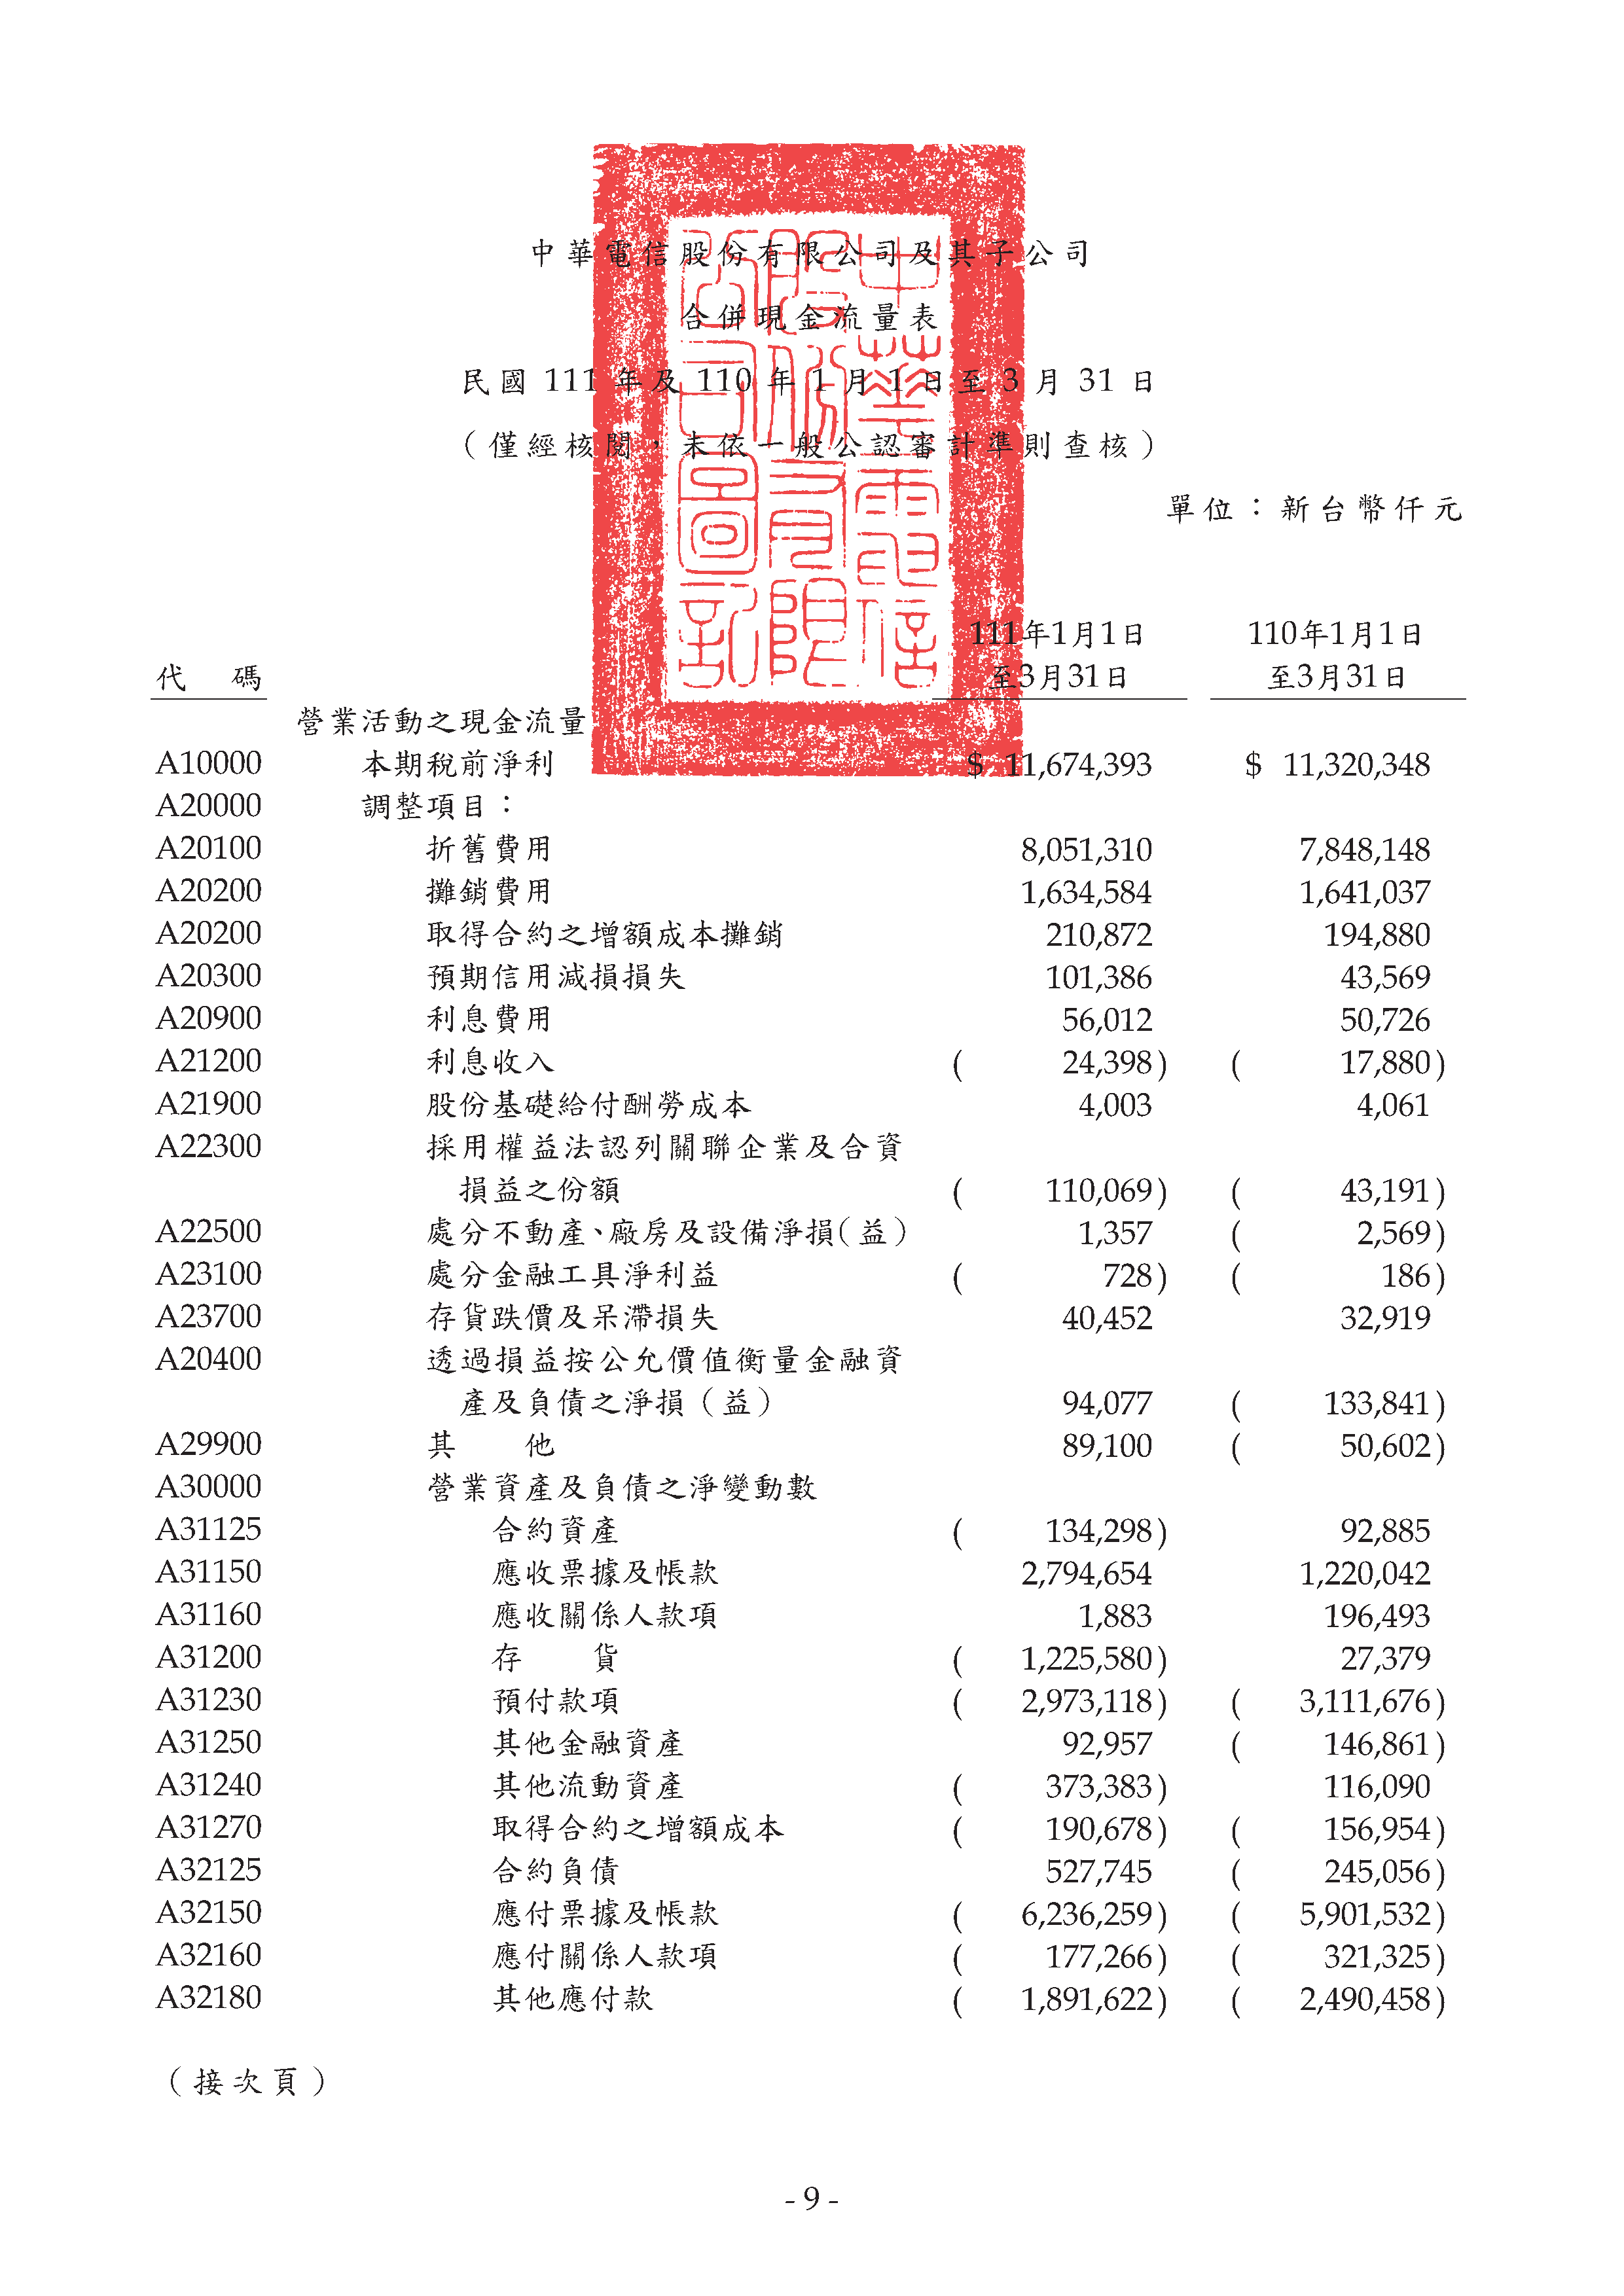 中華電信股份有限公司及其子公司
合併現金流量表
民國 111 年及 110 年 1 月 1 日至 3 月 31 日
（僅經核閱，未依一般公認審計準則查核）
單位：新台幣仟元
111年1月1日 110年1月1日
代 碼 至3月31日 至3月31日
營業活動之現金流量
A10000 本期稅前淨利 $ 11,674,393 $ 11,320,348
A20000 調整項目：
A20100 折舊費用 8,051,310 7,848,148
A20200 攤銷費用 1,634,584 1,641,037
A20200 取得合約之增額成本攤銷 210,872 194,880
A20300 預期信用減損損失 101,386 43,569
A20900 利息費用 56,012 50,726
A21200 利息收入 ( 24,398) ( 17,880)
A21900 股份基礎給付酬勞成本 4,003 4,061
A22300 採用權益法認列關聯企業及合資
損益之份額 ( 110,069) ( 43,191)
A22500 處分不動產、廠房及設備淨損（益） 1,357 ( 2,569)
A23100 處分金融工具淨利益 ( 728) ( 186)
A23700 存貨跌價及呆滯損失 40,452 32,919
A20400 透過損益按公允價值衡量金融資
產及負債之淨損（益） 94,077 ( 133,841)
A29900 其 他 89,100 ( 50,602)
A30000 營業資產及負債之淨變動數
A31125 合約資產 ( 134,298) 92,885
A31150 應收票據及帳款 2,794,654 1,220,042
A31160 應收關係人款項 1,883 196,493
A31200 存 貨 ( 1,225,580) 27,379
A31230 預付款項 ( 2,973,118) ( 3,111,676)
A31250 其他金融資產 92,957 ( 146,861)
A31240 其他流動資產 ( 373,383) 116,090
A31270 取得合約之增額成本 ( 190,678) ( 156,954)
A32125 合約負債 527,745 ( 245,056)
A32150 應付票據及帳款 ( 6,236,259) ( 5,901,532)
A32160 應付關係人款項 ( 177,266) ( 321,325)
A32180 其他應付款 ( 1,891,622) ( 2,490,458)
（接次頁）
- 9 -